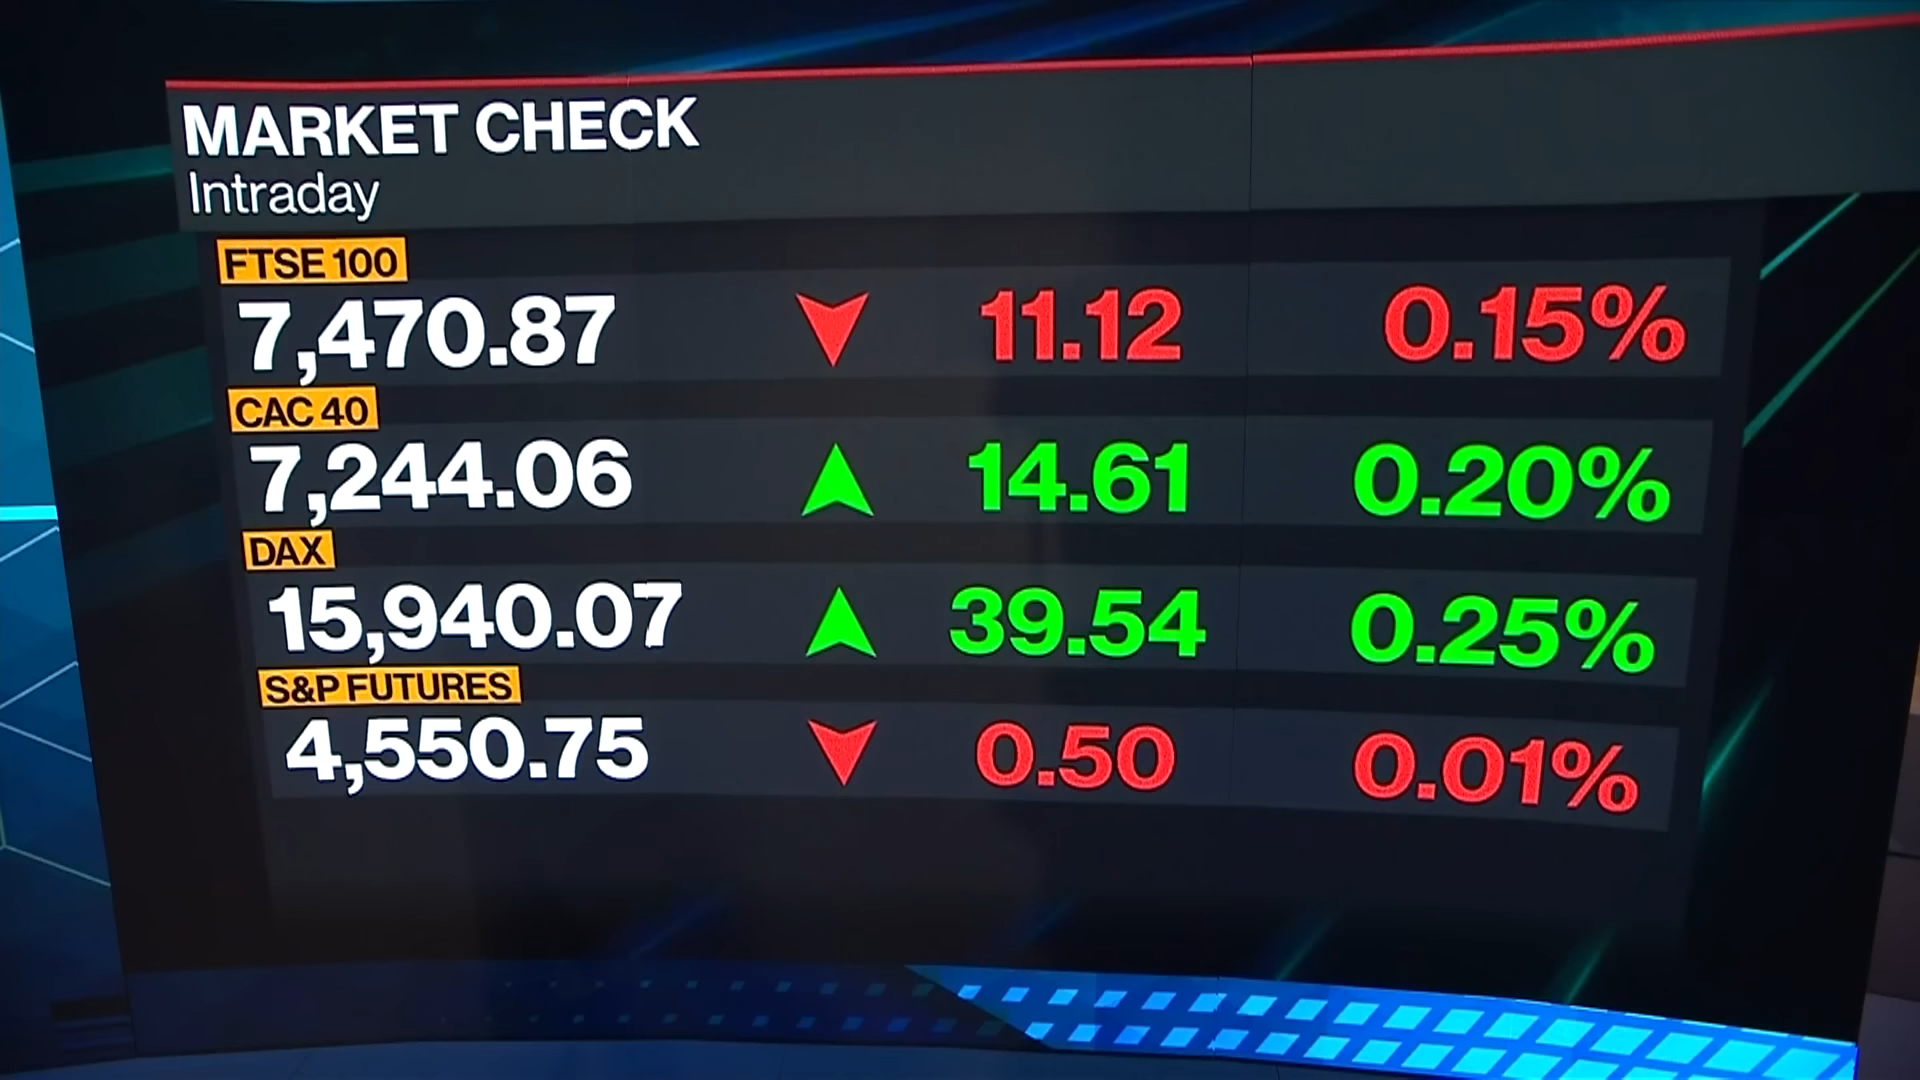 MARKET CHECK
Intraday
FTSE 100
7,470.87 11.12 0.15%
CAC 40
7,244.06 14.61 0.20%
DAX
15,940.07 39.54 0.25%
S&P FUTURES
4,550.75 0.50 0.01%